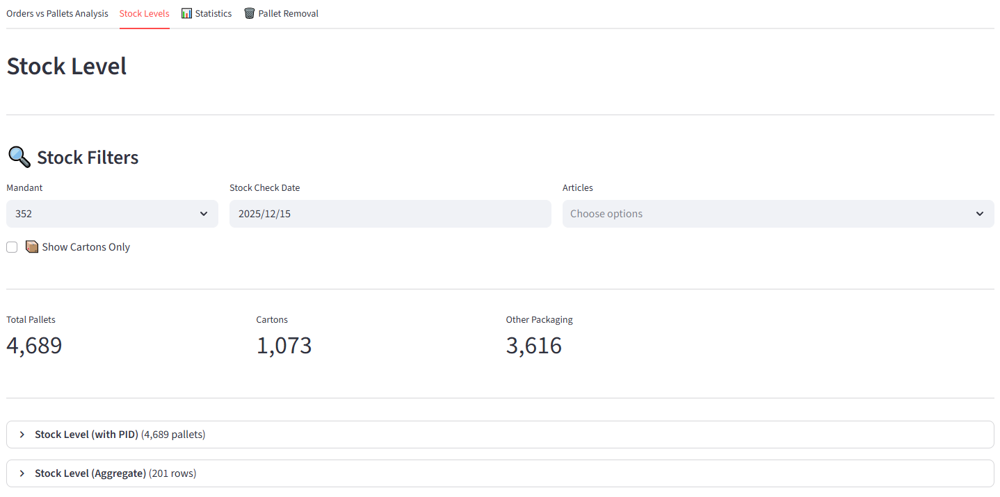 Orders vs Pallets Analysis Stock Levels Statistics Pallet Removal
Stock Level
Stock Filters
Mandant Stock Check Date Articles
352 2025/12/15 Choose options
Show Cartons Only
Total Pallets Cartons Other Packaging
4,689 1,073 3,616
Stock Level (with PID) (4,689 pallets)
Stock Level (Aggregate) (201 rows)